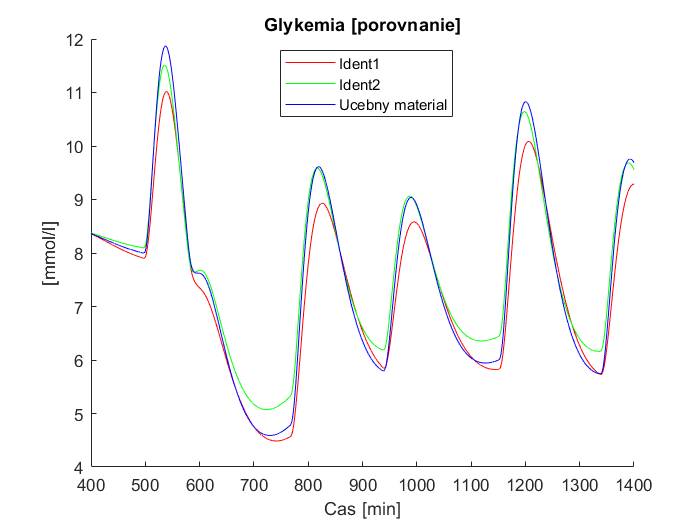 Glykemia [porovnanie]
12
11
10
9
8
7
6
5
4
[mmol/l]
Ident1
Ident2
Ucebny material
400 500 600 700 800 900 1000 1100 1200 1300 1400
Cas [min]